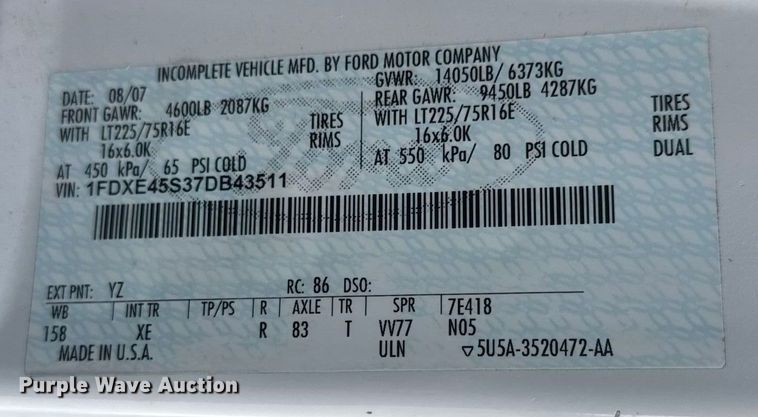 INCOMPLETE VEHICLE MFD. BY FORD MOTOR COMPANY
DATE: 08/07 GVWR: 14050LB/ 6373KG
FRONT GAWR: 4600LB 2087KG REAR GAWR: 9450LB 4287KG
WITH LT225/75R16E TIRES WITH LT225/75R16E TIRES
16x6.0K RIMS 16x6.0K RIMS
AT 450 kPa/ 65 PSI COLD AT 550 kPa/ 80 PSI COLD DUAL
VIN: 1FDXE45S37DB43511
Ford
EXT PNT: YZ RC: 86 DSO:
WB INT TR TP/PS R AXLE TR SPR 7E418
158 XE R 83 T VV77 N05
MADE IN U.S.A. ULN ▽5U5A-3520472-AA
Purple Wave Auction